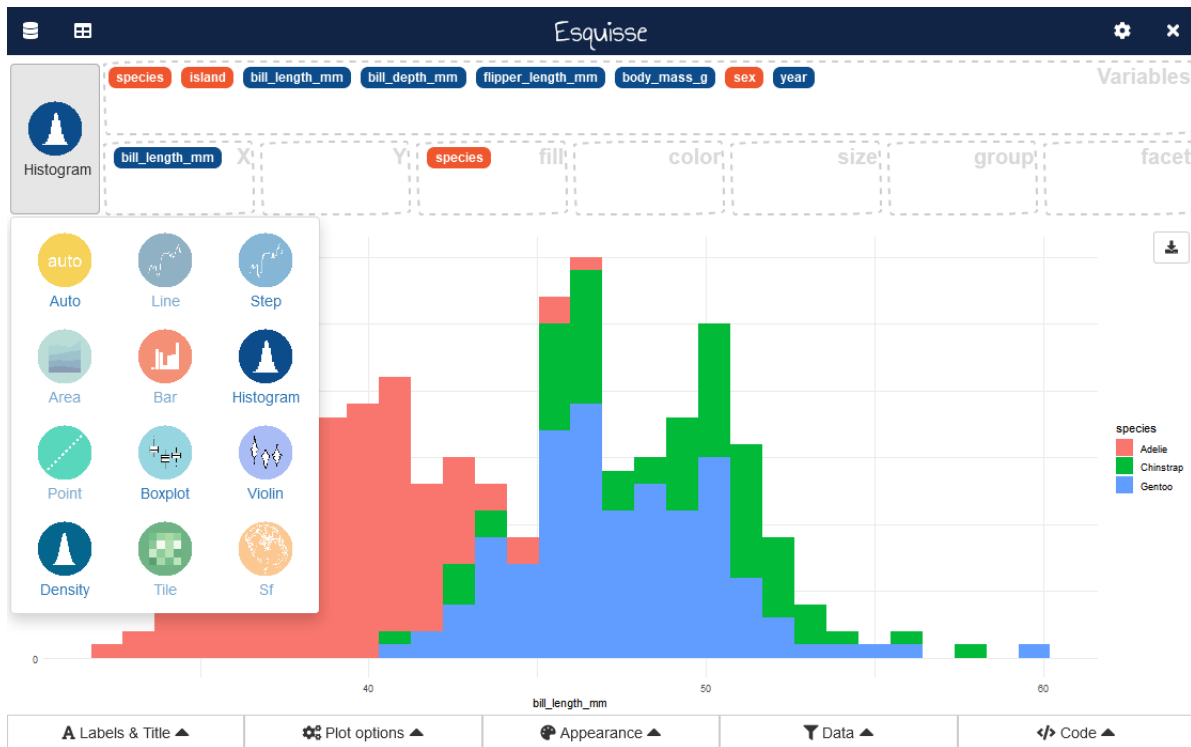 Esquisse
species island bill_length_mm bill_depth_mm flipper_length_mm body_mass_g sex year Variables
Histogram
bill_length_mm X Y species fill color size group facet
auto
Auto Line Step
Area Bar Histogram
Point Boxplot Violin
Density Tile Sf
species
Adelie
Chinstrap
Gentoo
0
40 50 60
bill_length_mm
A Labels & Title Plot options Appearance Data </> Code